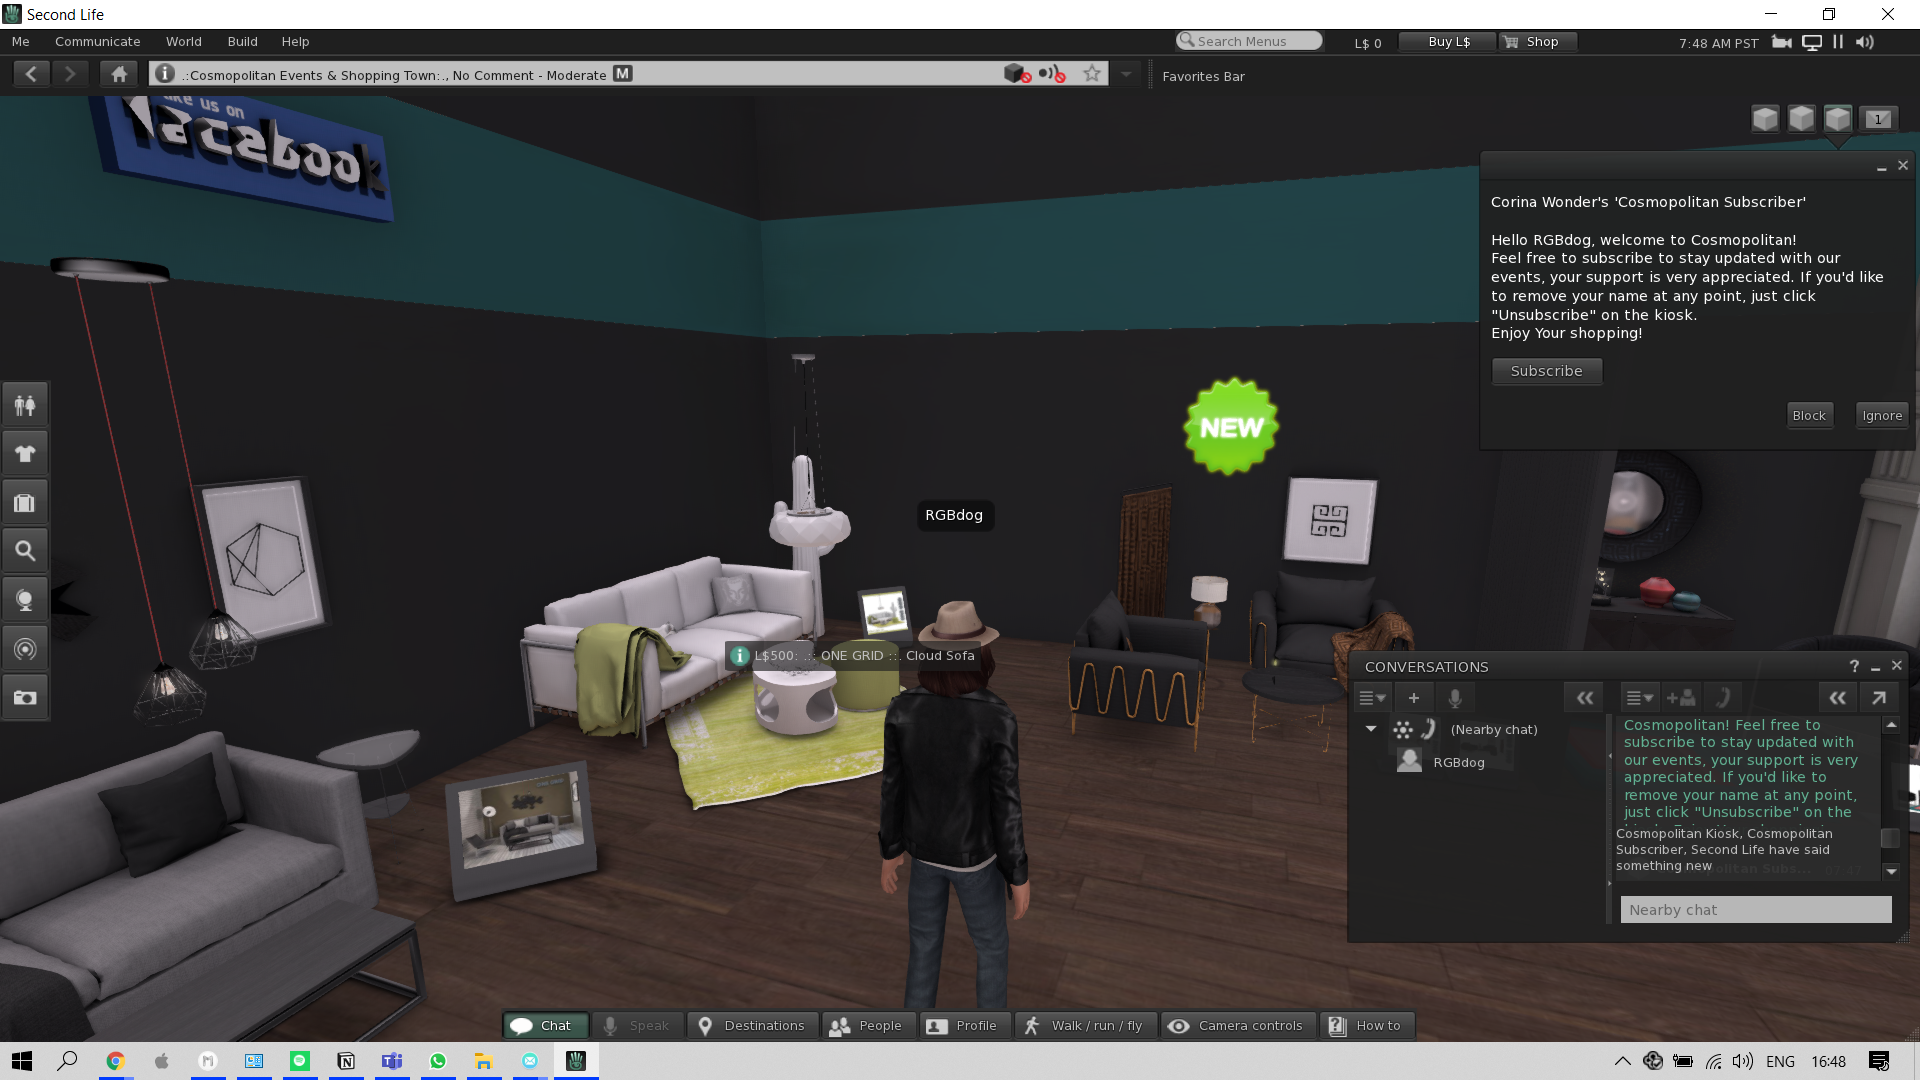 Second Life
Me Communicate World Build Help
Search Menus
L$ 0
Buy L$
Shop
7:48 AM PST
.:Cosmopolitan Events & Shopping Town:., No Comment - Moderate M
Favorites Bar
us on
facebook
1
Corina Wonder's 'Cosmopolitan Subscriber'
Hello RGBdog, welcome to Cosmopolitan!
Feel free to subscribe to stay updated with our
events, your support is very appreciated. If you'd like
to remove your name at any point, just click
"Unsubscribe" on the kiosk.
Enjoy Your shopping!
Subscribe
Block
Ignore
NEW
RGBdog
L$500: .:: ONE GRID ::. Cloud Sofa
CONVERSATIONS
(Nearby chat)
RGBdog
Cosmopolitan! Feel free to
subscribe to stay updated with
our events, your support is very
appreciated. If you'd like to
remove your name at any point,
just click "Unsubscribe" on the
Cosmopolitan Kiosk, Cosmopolitan
Subscriber, Second Life have said
something new
Nearby chat
Chat
Speak
Destinations
People
Profile
Walk / run / fly
Camera controls
How to
ENG
16:48